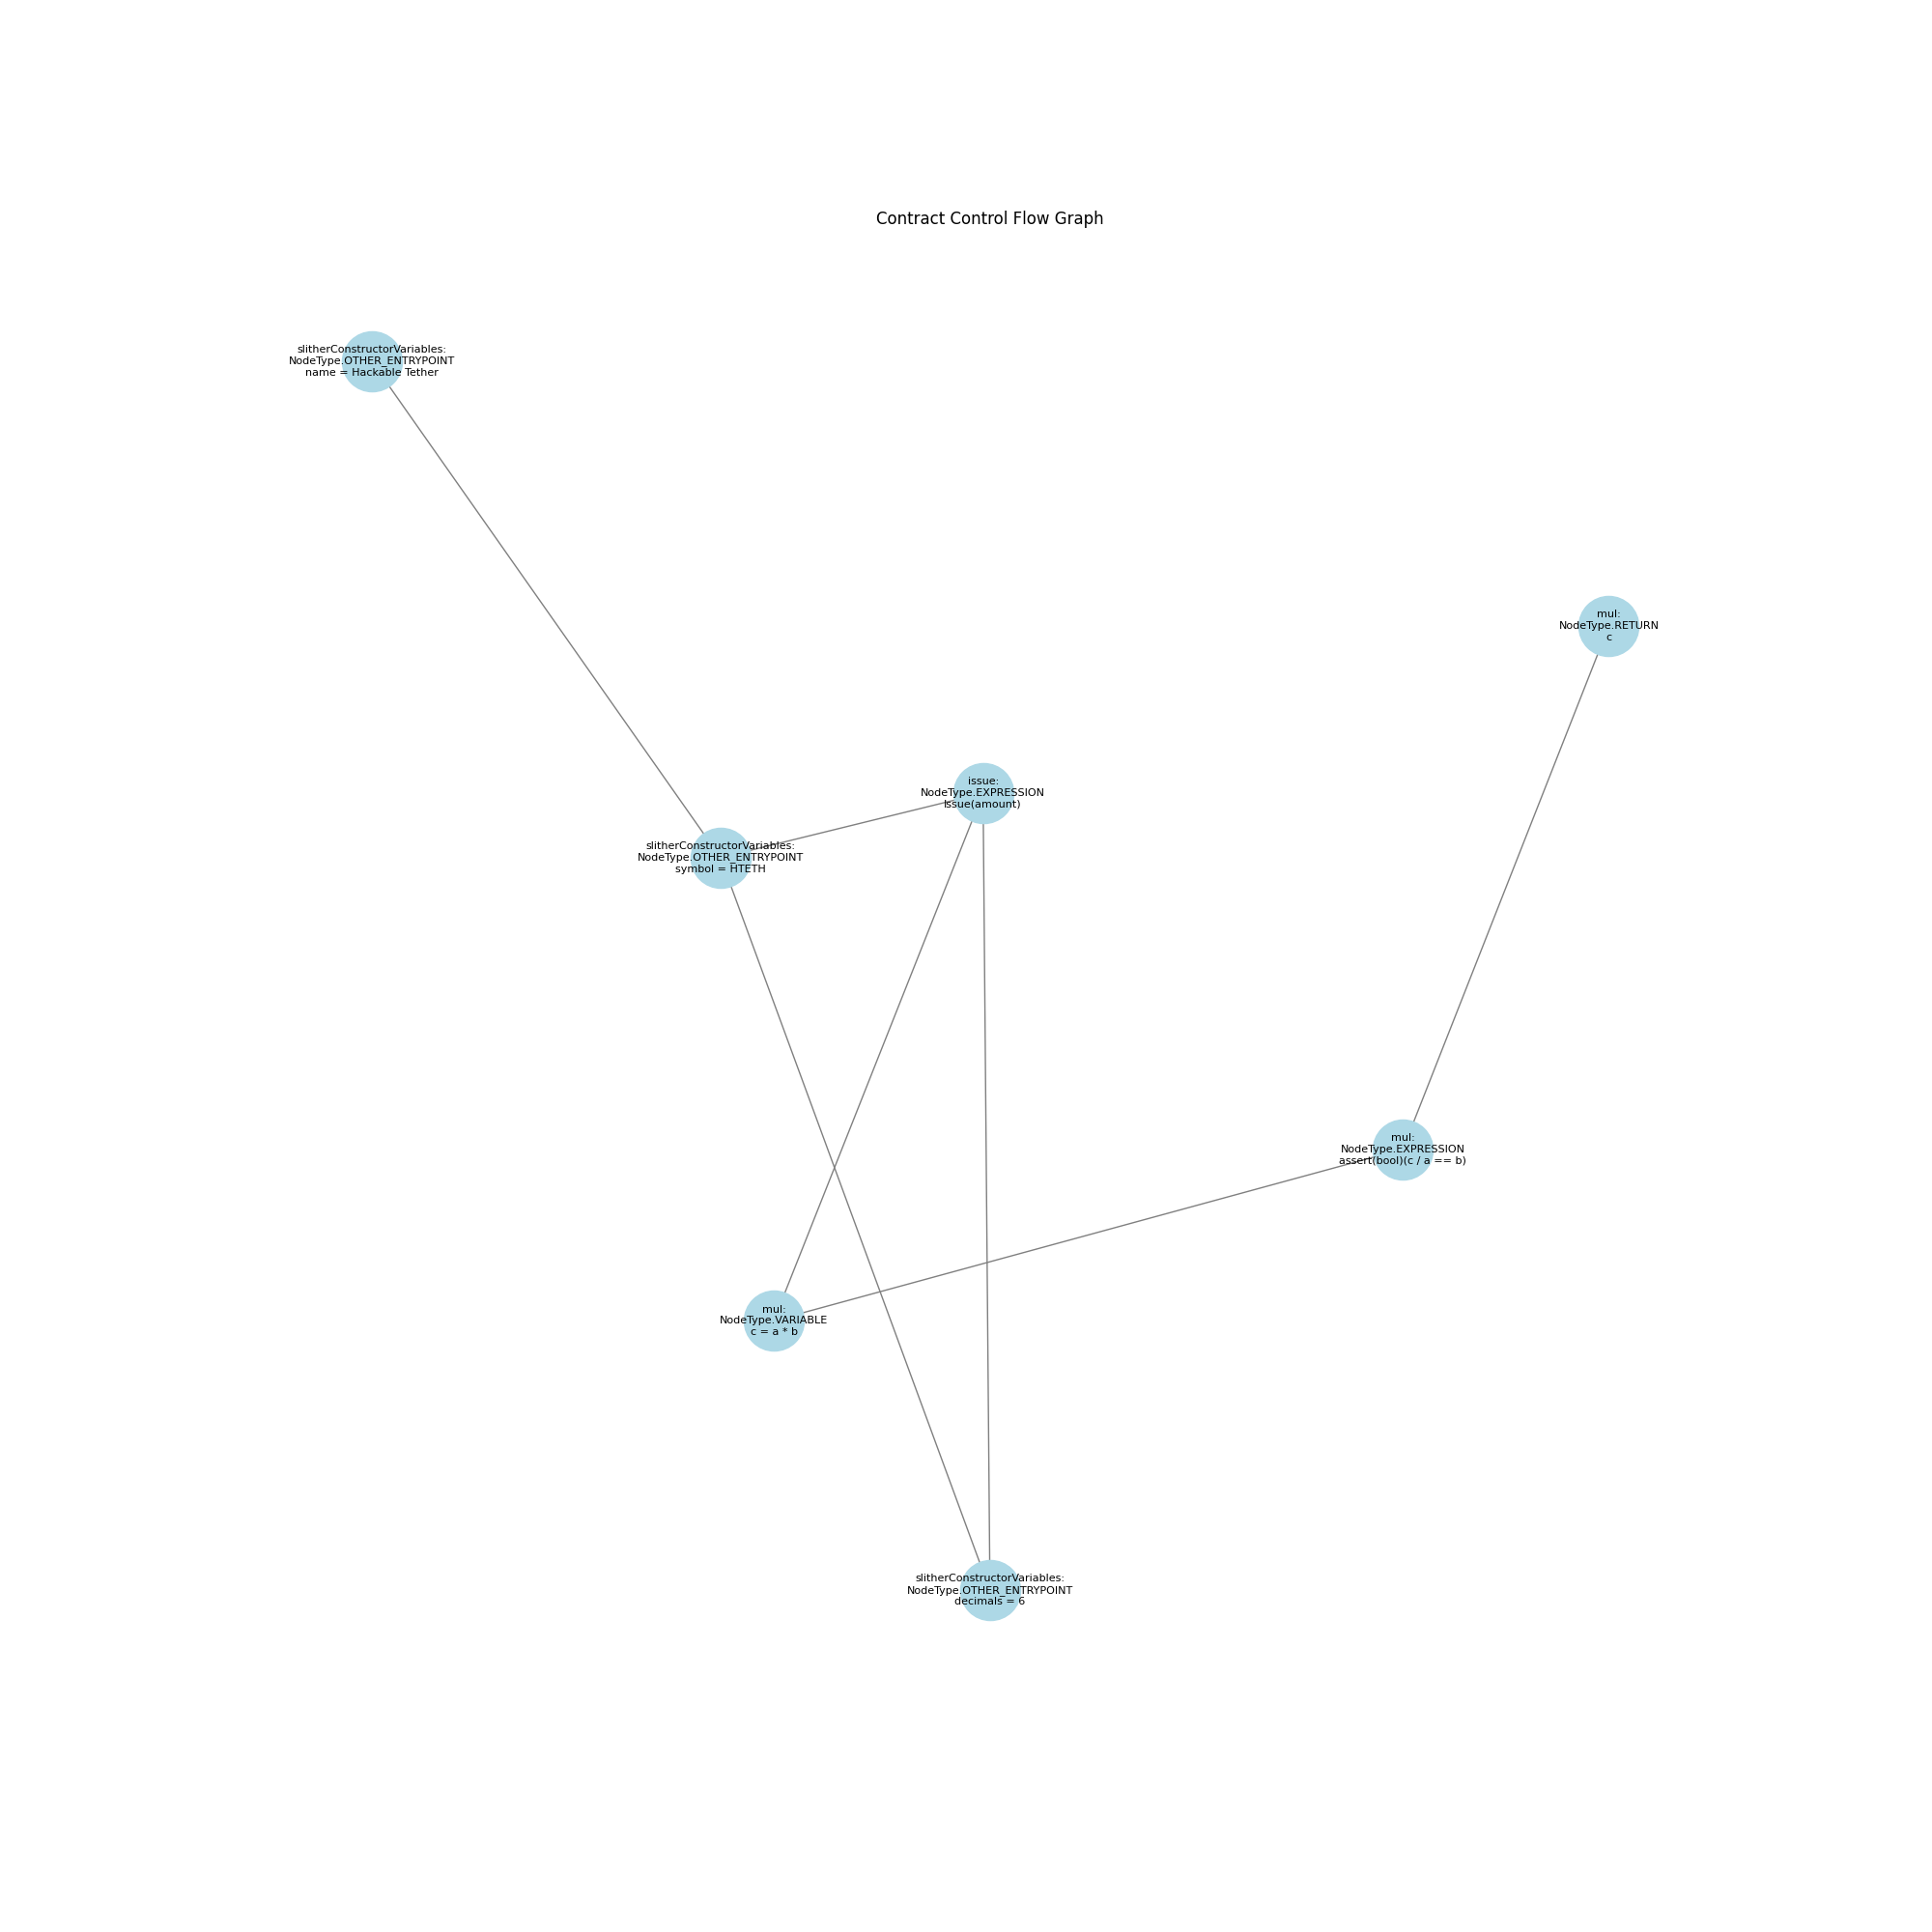 Contract Control Flow Graph
slitherConstructorVariables:
NodeType.OTHER_ENTRYPOINT
name = Hackable Tether
mul:
NodeType.RETURN
c
issue:
NodeType.EXPRESSION
Issue(amount)
slitherConstructorVariables:
NodeType.OTHER_ENTRYPOINT
symbol = HTETH
mul:
NodeType.EXPRESSION
assert(bool)(c / a == b)
mul:
NodeType.VARIABLE
c = a * b
slitherConstructorVariables:
NodeType.OTHER_ENTRYPOINT
decimals = 6